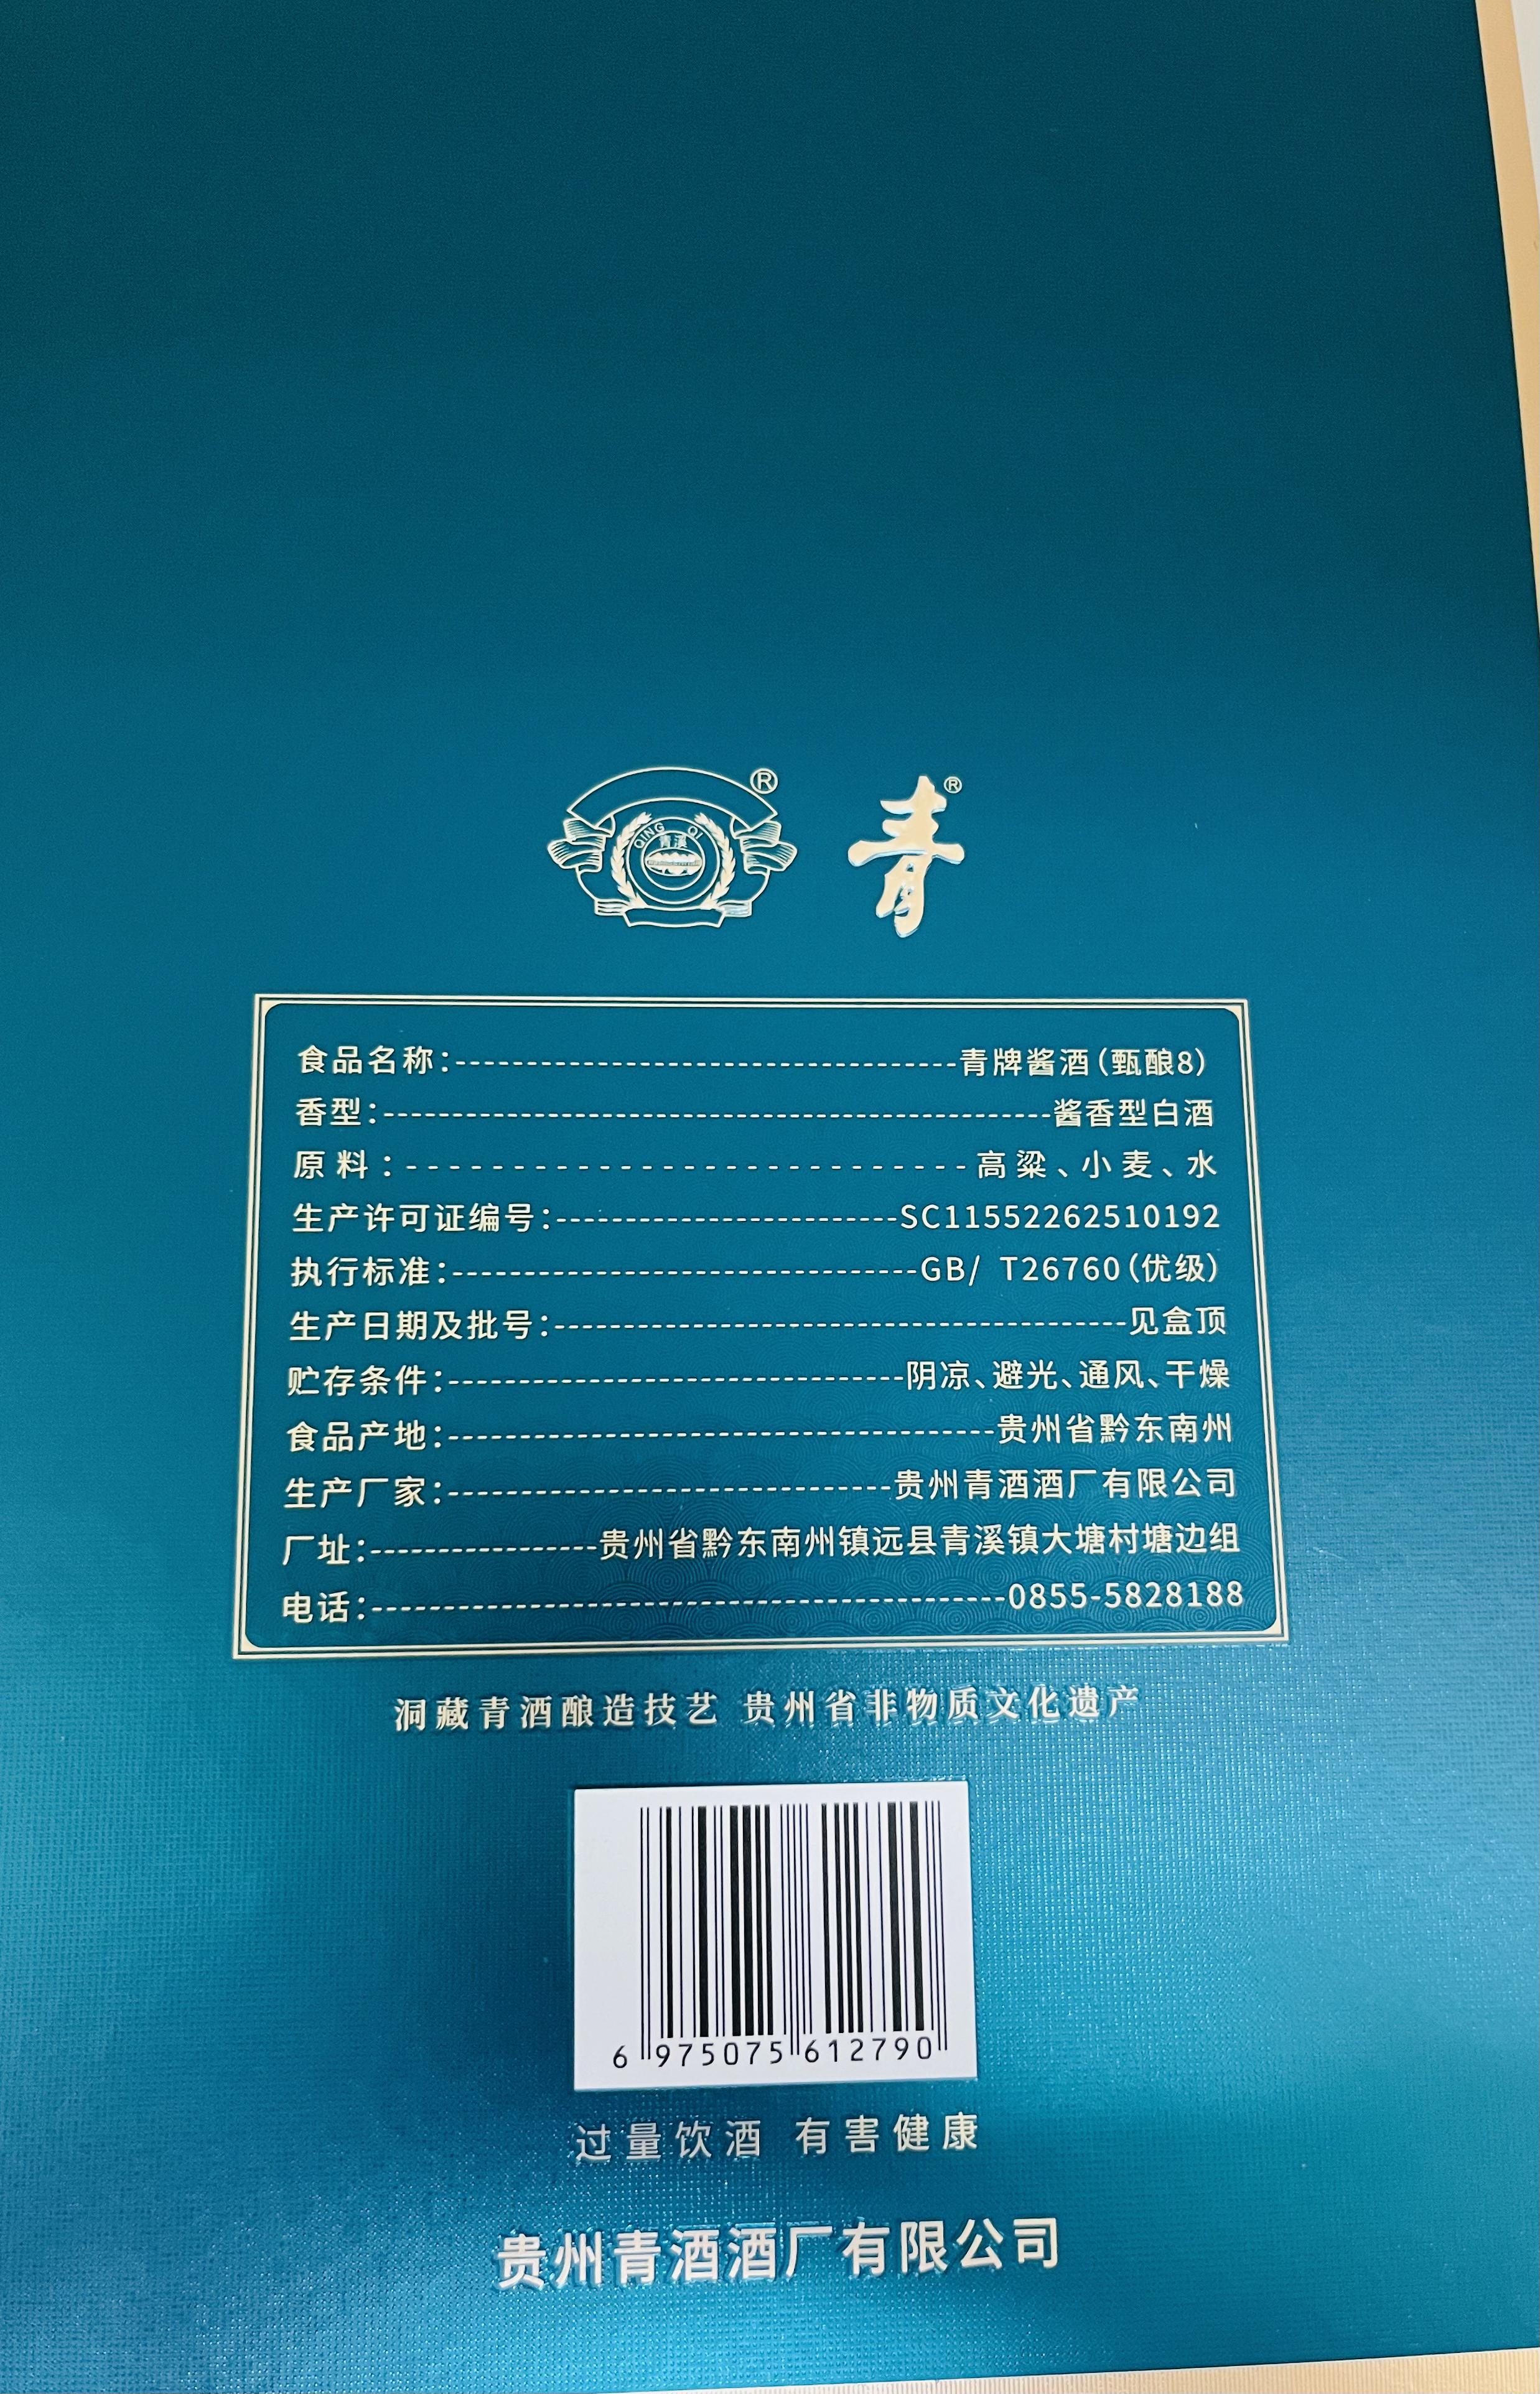 ® ®
QING QI
青溪
青
食品名称:------------------------------------青牌酱酒(甄酿8)
香型:------------------------------------------------酱香型白酒
原料:---------------------------高粱、小麦、水
生产许可证编号:------------------------SC11552262510192
执行标准:---------------------------------GB/ T26760(优级)
生产日期及批号:-----------------------------------------见盒顶
贮存条件:--------------------------------阴凉、避光、通风、干燥
食品产地:---------------------------------------贵州省黔东南州
生产厂家:-------------------------------贵州青酒酒厂有限公司
厂址:----------------贵州省黔东南州镇远县青溪镇大塘村塘边组
电话:---------------------------------------------0855-5828188
洞藏青酒酿造技艺 贵州省非物质文化遗产
6 975075 612790
过量饮酒 有害健康
贵州青酒酒厂有限公司